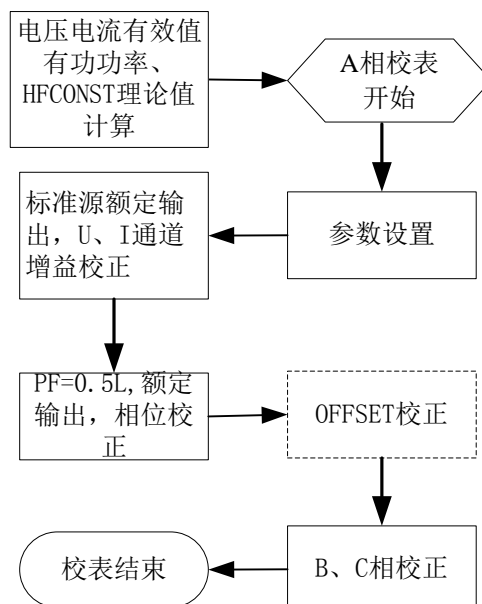 电压电流有效值
有功功率、
HFCONST理论值
计算
A相校表
开始
参数设置
标准源额定输
出，U、I通道
增益校正
PF=0.5L,额定
输出，相位校
正
OFFSET校正
B、C相校正
校表结束